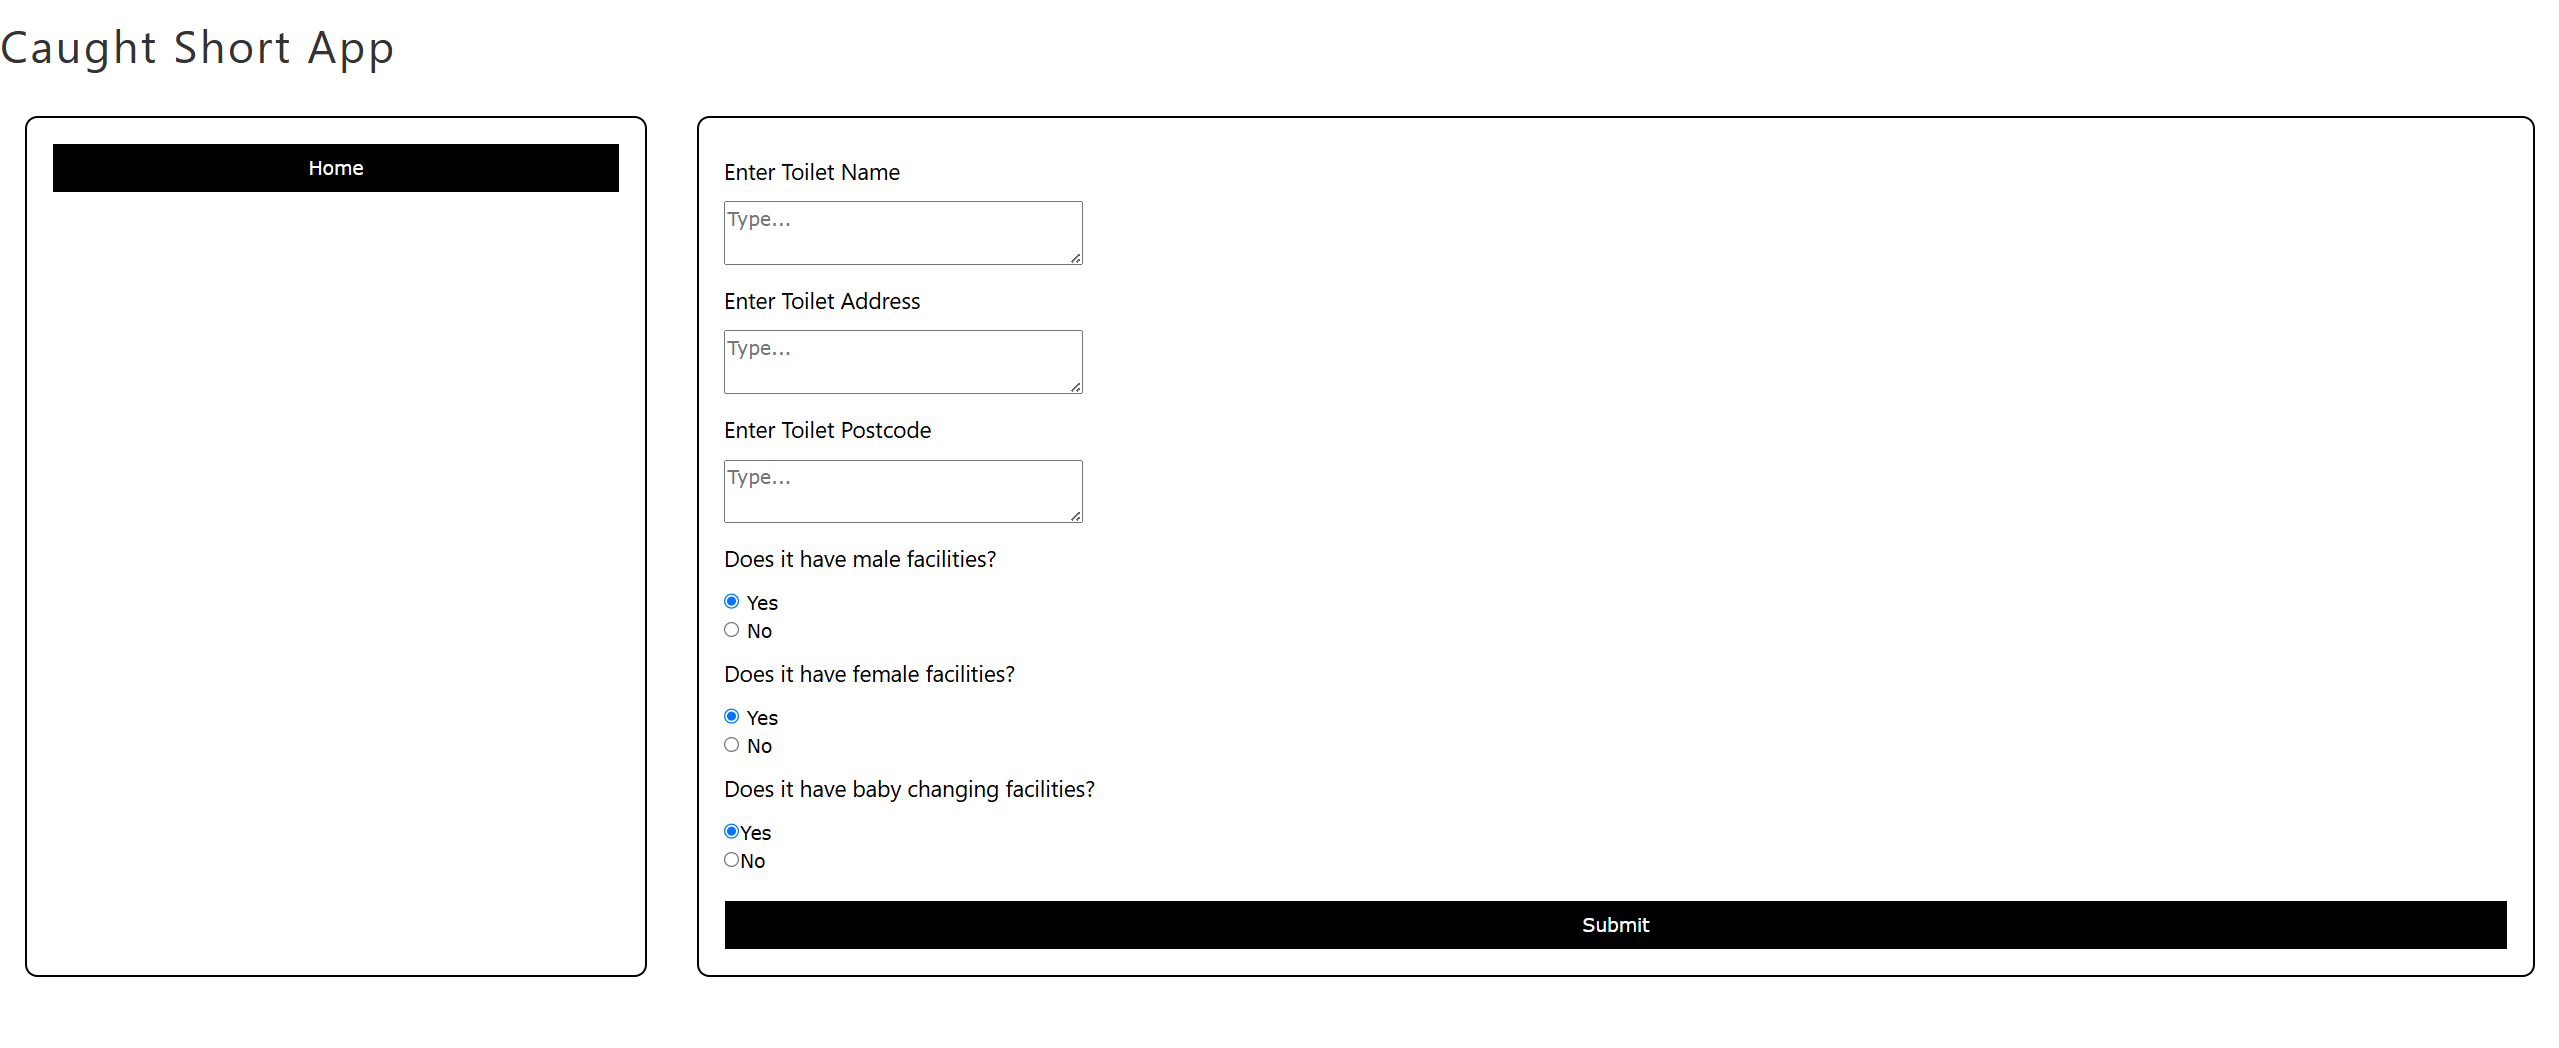 Caught Short App
Home
Enter Toilet Name
Type...
Enter Toilet Address
Type...
Enter Toilet Postcode
Type...
Does it have male facilities?
Yes
No
Does it have female facilities?
Yes
No
Does it have baby changing facilities?
Yes
No
Submit